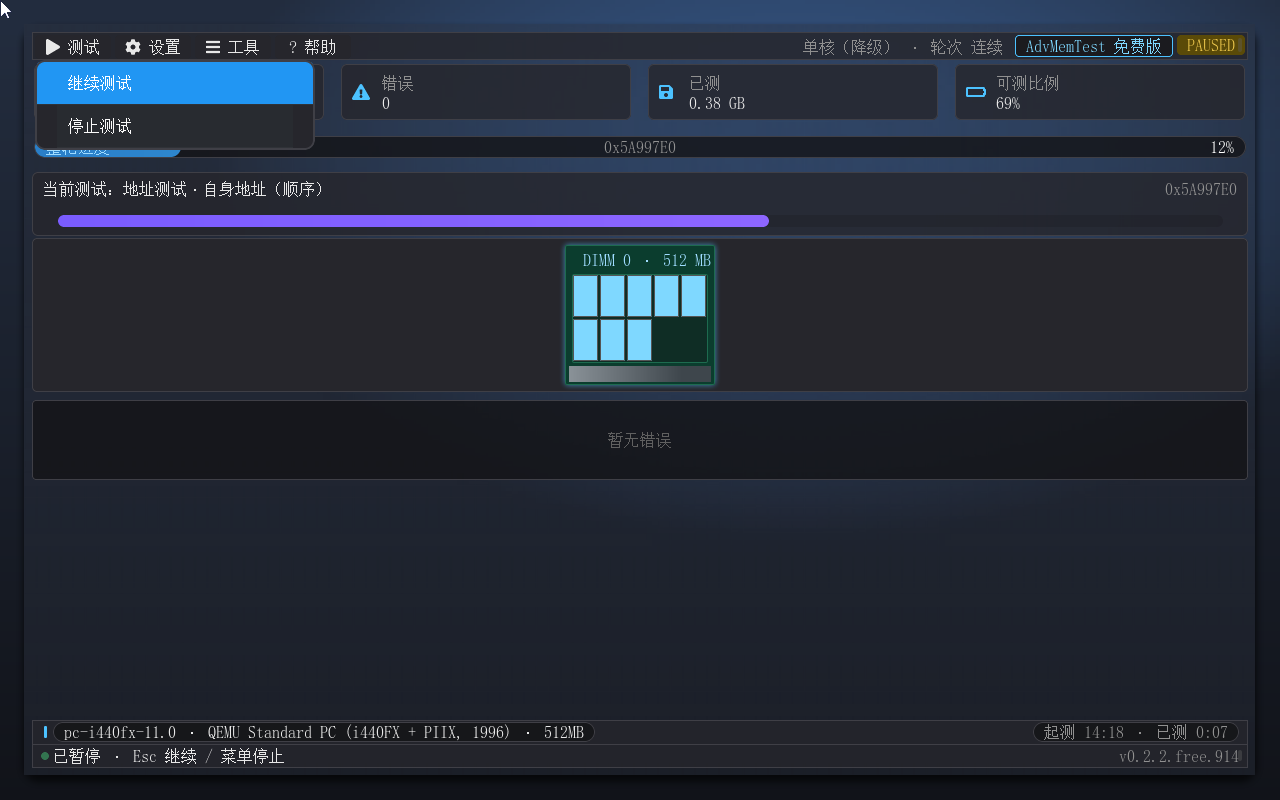 测试 设置 工具 ? 帮助 单核（降级） · 轮次 连续 AdvMemTest 免费版 PAUSED
继续测试
停止测试
错误
0
已测
0.38 GB
可测比例
69%
0x5A997E0 12%
当前测试: 地址测试 · 自身地址（顺序） 0x5A997E0
DIMM 0 · 512 MB
暂无错误
pc-i440fx-11.0 · QEMU Standard PC (i440FX + PIIX, 1996) · 512MB 起测 14:18 · 已测 0:07
已暂停 · Esc 继续 / 菜单停止 v0.2.2.free.914